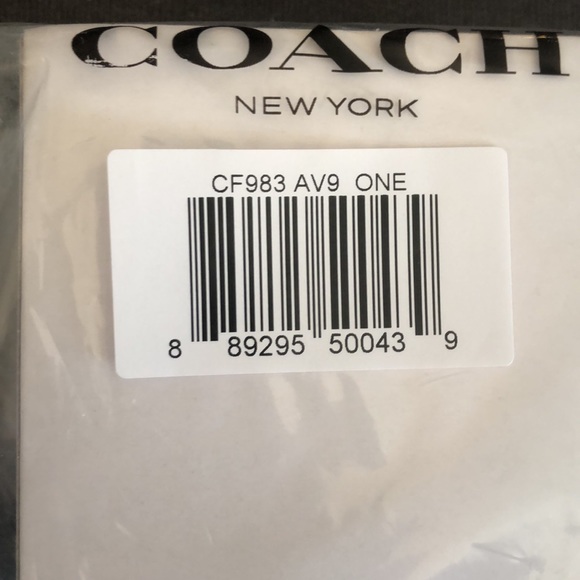 COACH
NEW YORK
CF983 AV9 ONE
8 89295 50043 9